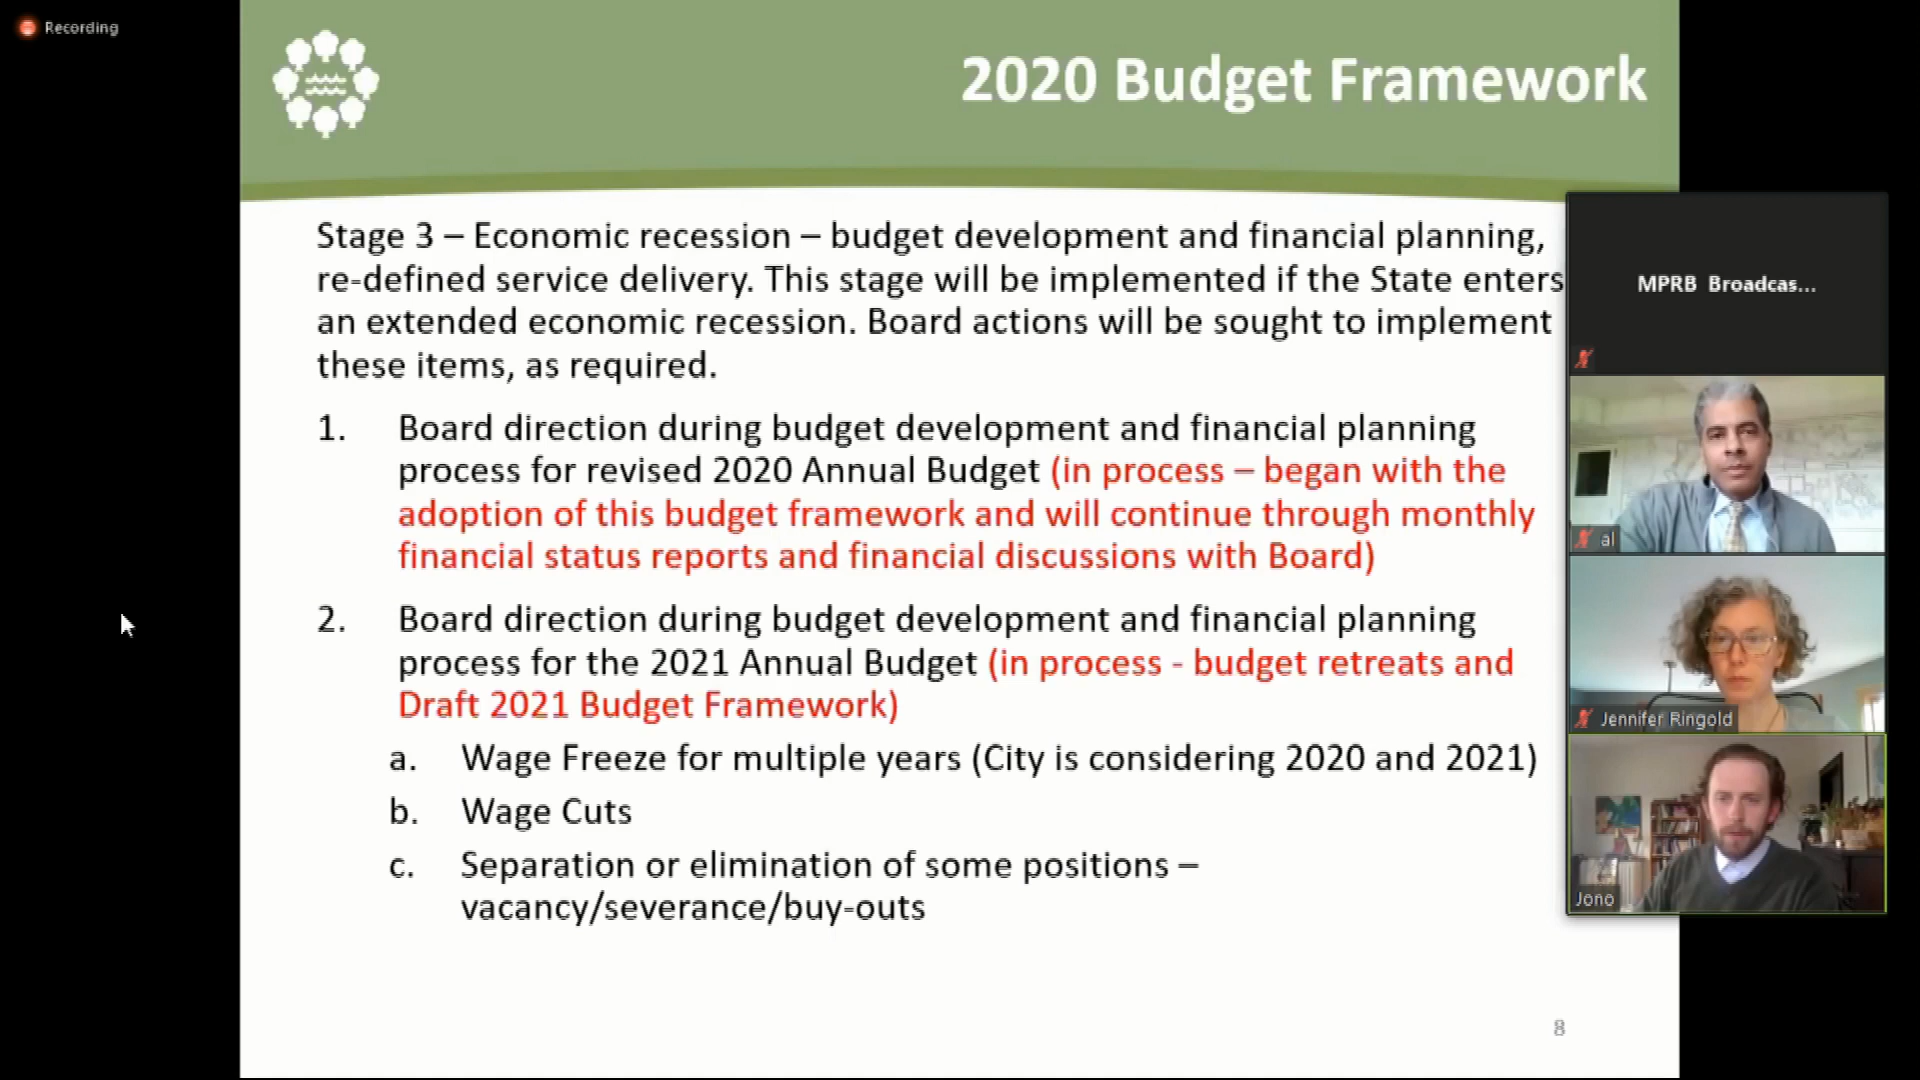 Recording
2020 Budget Framework
Stage 3 – Economic recession – budget development and financial planning,
re-defined service delivery. This stage will be implemented if the State enters
an extended economic recession. Board actions will be sought to implement
these items, as required.
1. Board direction during budget development and financial planning
process for revised 2020 Annual Budget (in process – began with the
adoption of this budget framework and will continue through monthly
financial status reports and financial discussions with Board)
2. Board direction during budget development and financial planning
process for the 2021 Annual Budget (in process - budget retreats and
Draft 2021 Budget Framework)
a. Wage Freeze for multiple years (City is considering 2020 and 2021)
b. Wage Cuts
c. Separation or elimination of some positions –
vacancy/severance/buy-outs
8
MPRB Broadcas...
al
Jennifer Ringold
Jono